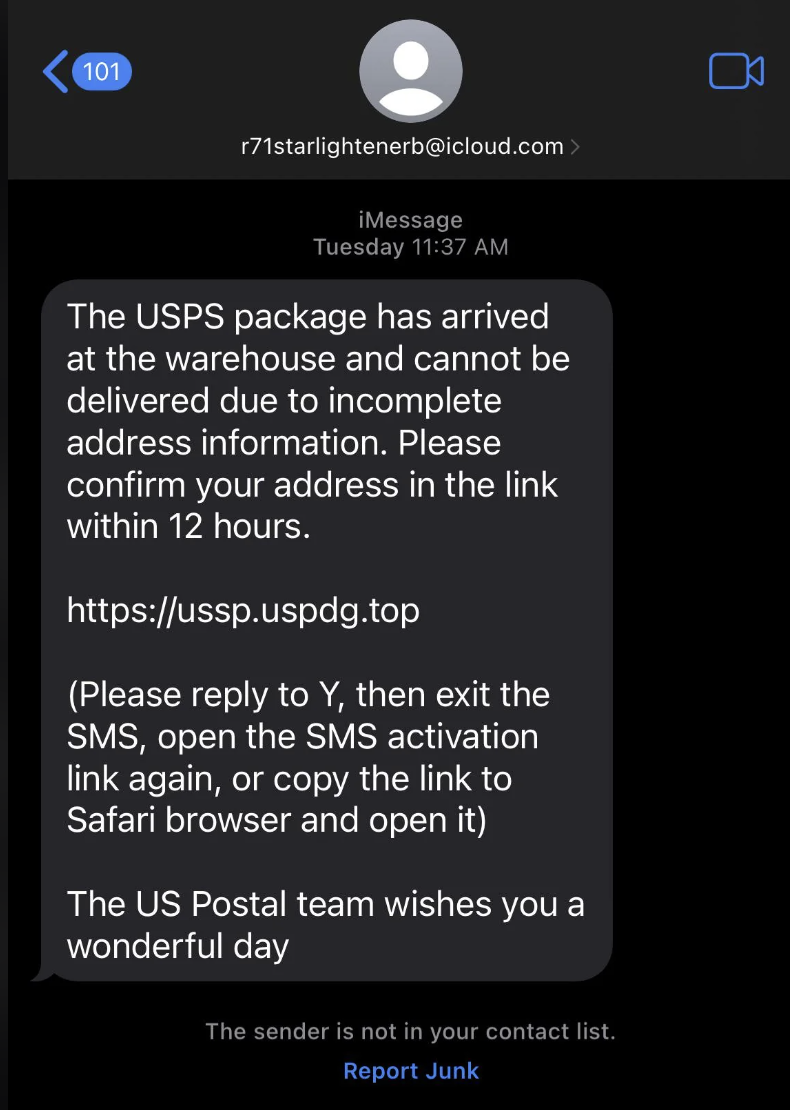 101
r71starlightenerb@icloud.com
iMessage
Tuesday 11:37 AM
The USPS package has arrived
at the warehouse and cannot be
delivered due to incomplete
address information. Please
confirm your address in the link
within 12 hours.
https://ussp.uspdg.top
(Please reply to Y, then exit the
SMS, open the SMS activation
link again, or copy the link to
Safari browser and open it)
The US Postal team wishes you a
wonderful day
The sender is not in your contact list.
Report Junk